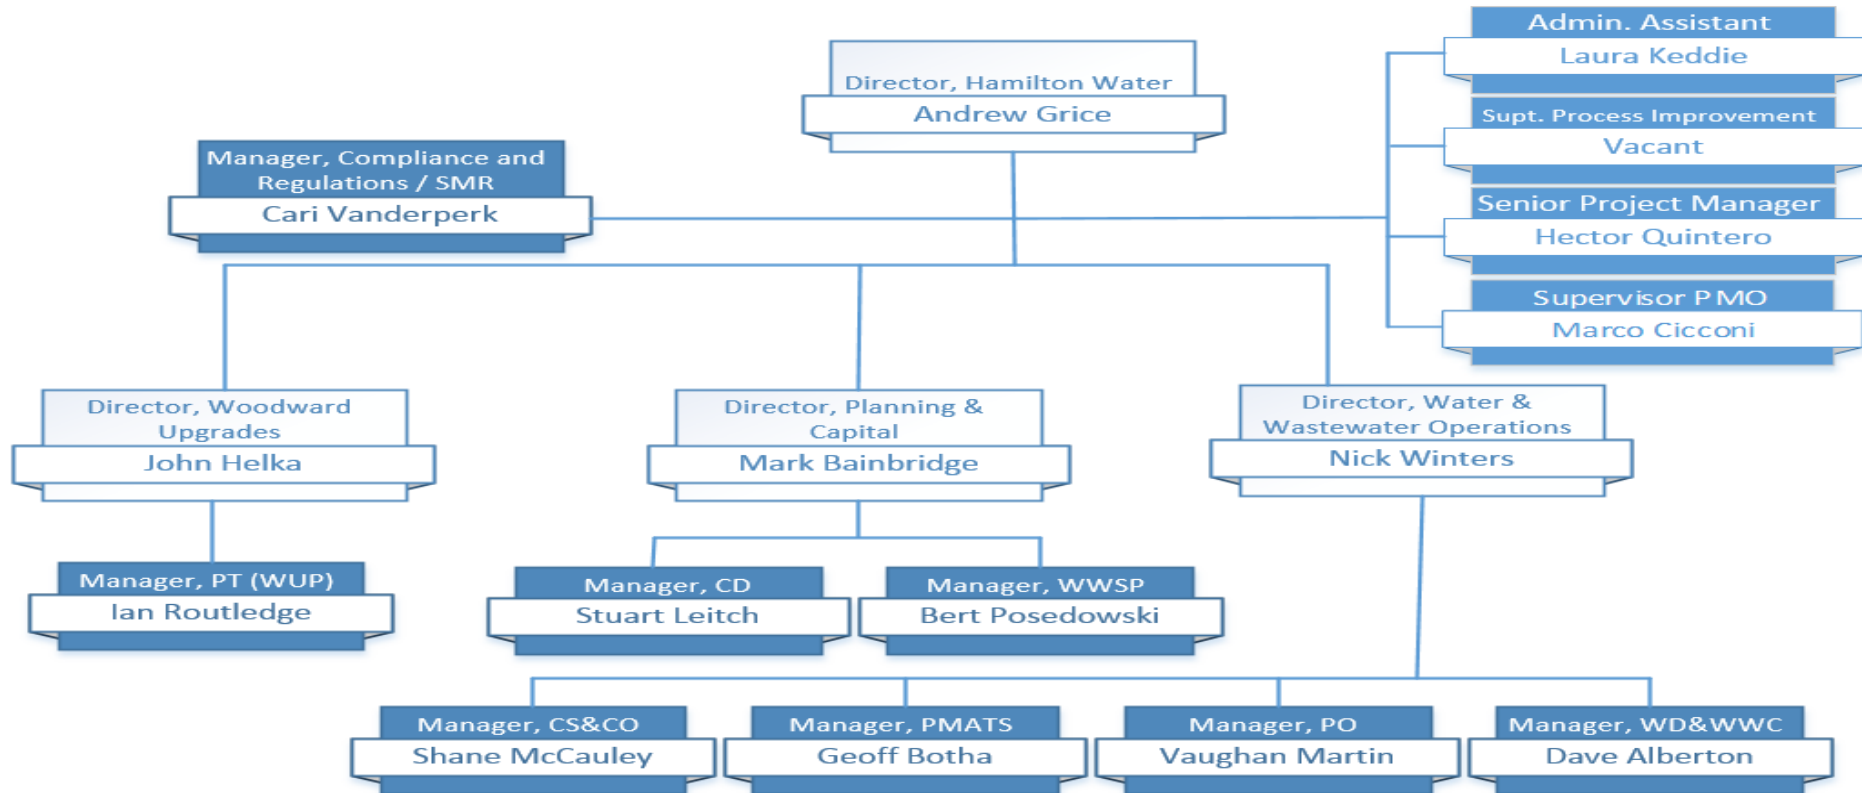 Admin. Assistant
Laura Keddie
Director, Hamilton Water
Andrew Grice
Supt. Process Improvement
Vacant
Manager, Compliance and
Regulations / SMR
Cari Vanderperk
Senior Project Manager
Hector Quintero
Supervisor PMO
Marco Cicconi
Director, Woodward
Upgrades
John Helka
Director, Planning &
Capital
Mark Bainbridge
Director, Water &
Wastewater Operations
Nick Winters
Manager, PT (WUP)
Ian Routledge
Manager, CD
Stuart Leitch
Manager, WWSP
Bert Posedowski
Manager, CS&CO
Shane McCauley
Manager, PMATS
Geoff Botha
Manager, PO
Vaughan Martin
Manager, WD&WWC
Dave Alberton